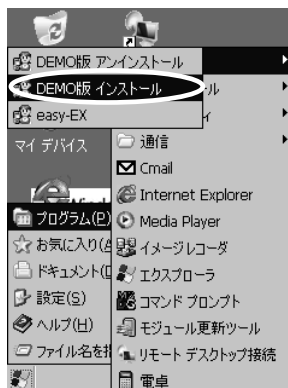 DEMO版 アンインストール
DEMO版 インストール
ール
easy-EX
ィ
マイ デバイス
通信
Cmail
Internet Explorer
プログラム(P)
Media Player
お気に入り(A
イメージレコーダ
ドキュメント(D
エクスプローラ
設定(S)
コマンド プロンプト
ヘルプ(H)
モジュール更新ツール
ファイル名を指
リモート デスクトップ接続
電卓